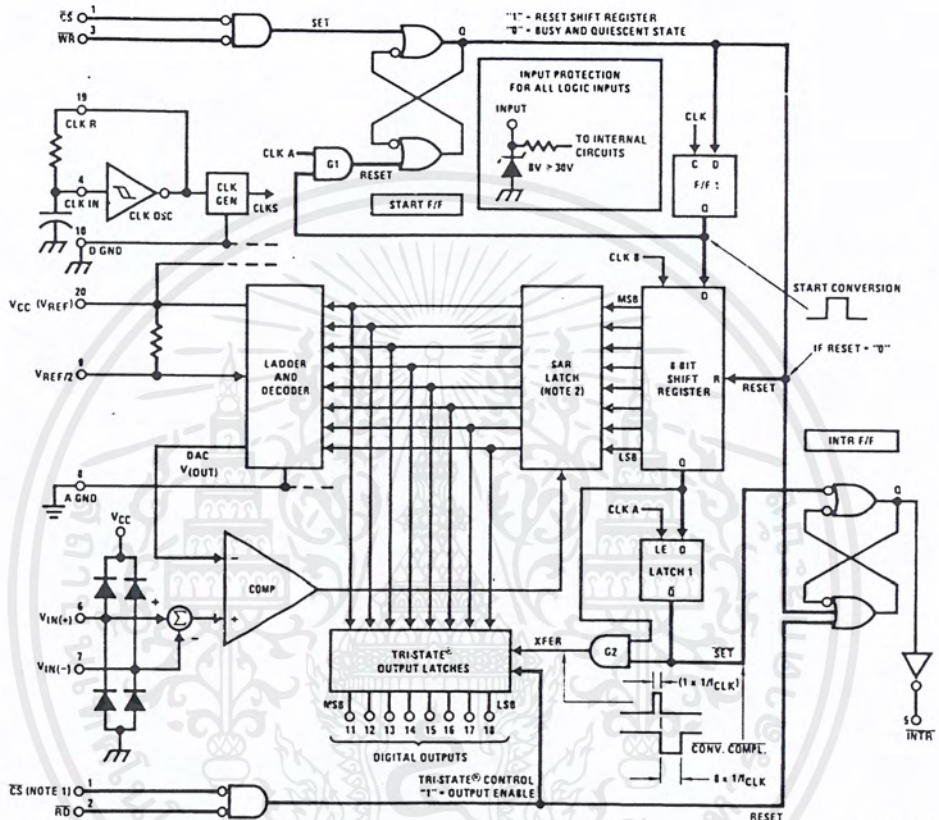 CS 1
WR 3
SET
"1" - RESET SHIFT REGISTER
"0" - BUSY AND QUIESCENT STATE
Q
INPUT PROTECTION
FOR ALL LOGIC INPUTS
INPUT
TO INTERNAL
CIRCUITS
CLK
C D
F/F 1
Q
19
CLK R
4
CLK IN
CLK OSC
CLK
GEN
CLKS
10
D GND
CLK A
G1
RESET
START F/F
CLK B
START CONVERSION
20
VCC (VREF)
9
VREF/2
LADDER
AND
DECODER
MSB
SAR
LATCH
(NOTE 2)
LSB
D
8-BIT
SHIFT
REGISTER
R
RESET
Q
IF RESET = "0"
INTR F/F
Q
8
A GND
DAC
V(OUT)
VCC
COMP
-
+
CLK A
LE D
LATCH 1
Q
6
VIN(+)
7
VIN(-)
+
Σ
-
TRI-STATE®
OUTPUT LATCHES
XFER
G2
SET
(1 x 1/fCLK)
MSB
LSB
11 12 13 14 15 16 17 18
DIGITAL OUTPUTS
CONV. COMPL.
8 x 1/fCLK
5
INTR
TRI-STATE® CONTROL
"1" - OUTPUT ENABLE
CS (NOTE 1) 1
RD 2
RESET